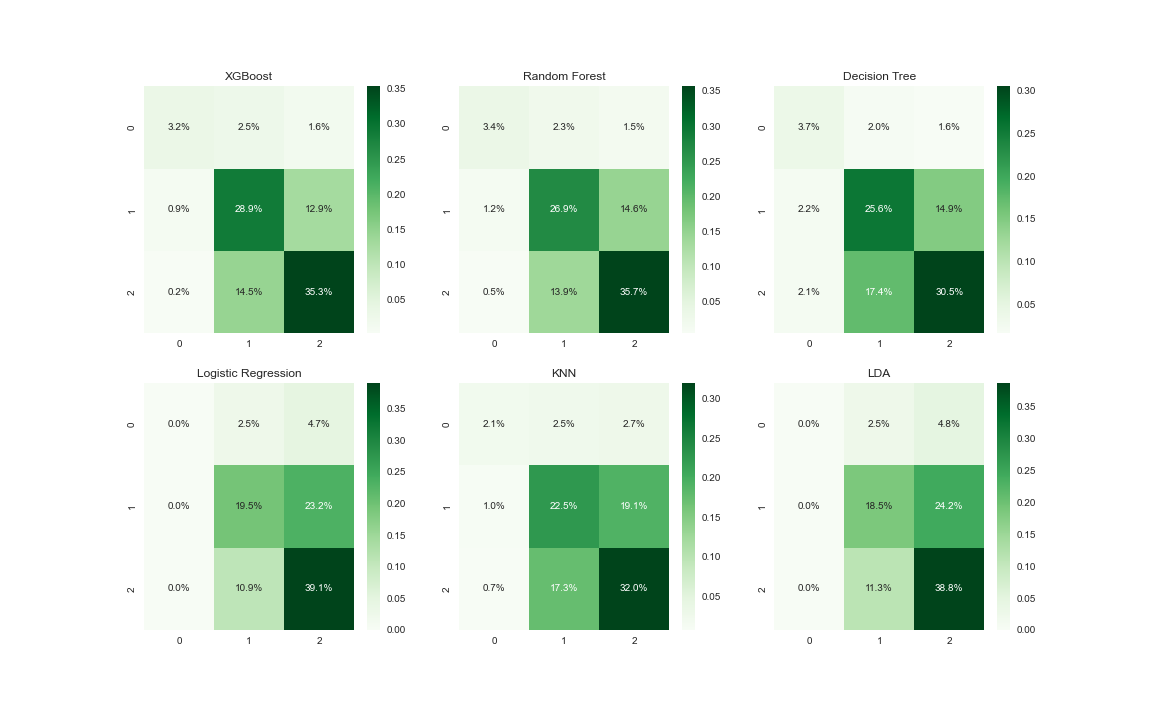 XGBoost Random Forest Decision Tree
0 3.2% 2.5% 1.6% 0.35 0.30 0.25 0.20 0.15 0.10 0.05
1 0.9% 28.9% 12.9%
2 0.2% 14.5% 35.3%
0 1 2
0 3.4% 2.3% 1.5% 0.35 0.30 0.25 0.20 0.15 0.10 0.05
1 1.2% 26.9% 14.6%
2 0.5% 13.9% 35.7%
0 1 2
0 3.7% 2.0% 1.6% 0.30 0.25 0.20 0.15 0.10 0.05
1 2.2% 25.6% 14.9%
2 2.1% 17.4% 30.5%
0 1 2
Logistic Regression KNN LDA
0 0.0% 2.5% 4.7% 0.35 0.30 0.25 0.20 0.15 0.10 0.05 0.00
1 0.0% 19.5% 23.2%
2 0.0% 10.9% 39.1%
0 1 2
0 2.1% 2.5% 2.7% 0.30 0.25 0.20 0.15 0.10 0.05
1 1.0% 22.5% 19.1%
2 0.7% 17.3% 32.0%
0 1 2
0 0.0% 2.5% 4.8% 0.35 0.30 0.25 0.20 0.15 0.10 0.05 0.00
1 0.0% 18.5% 24.2%
2 0.0% 11.3% 38.8%
0 1 2